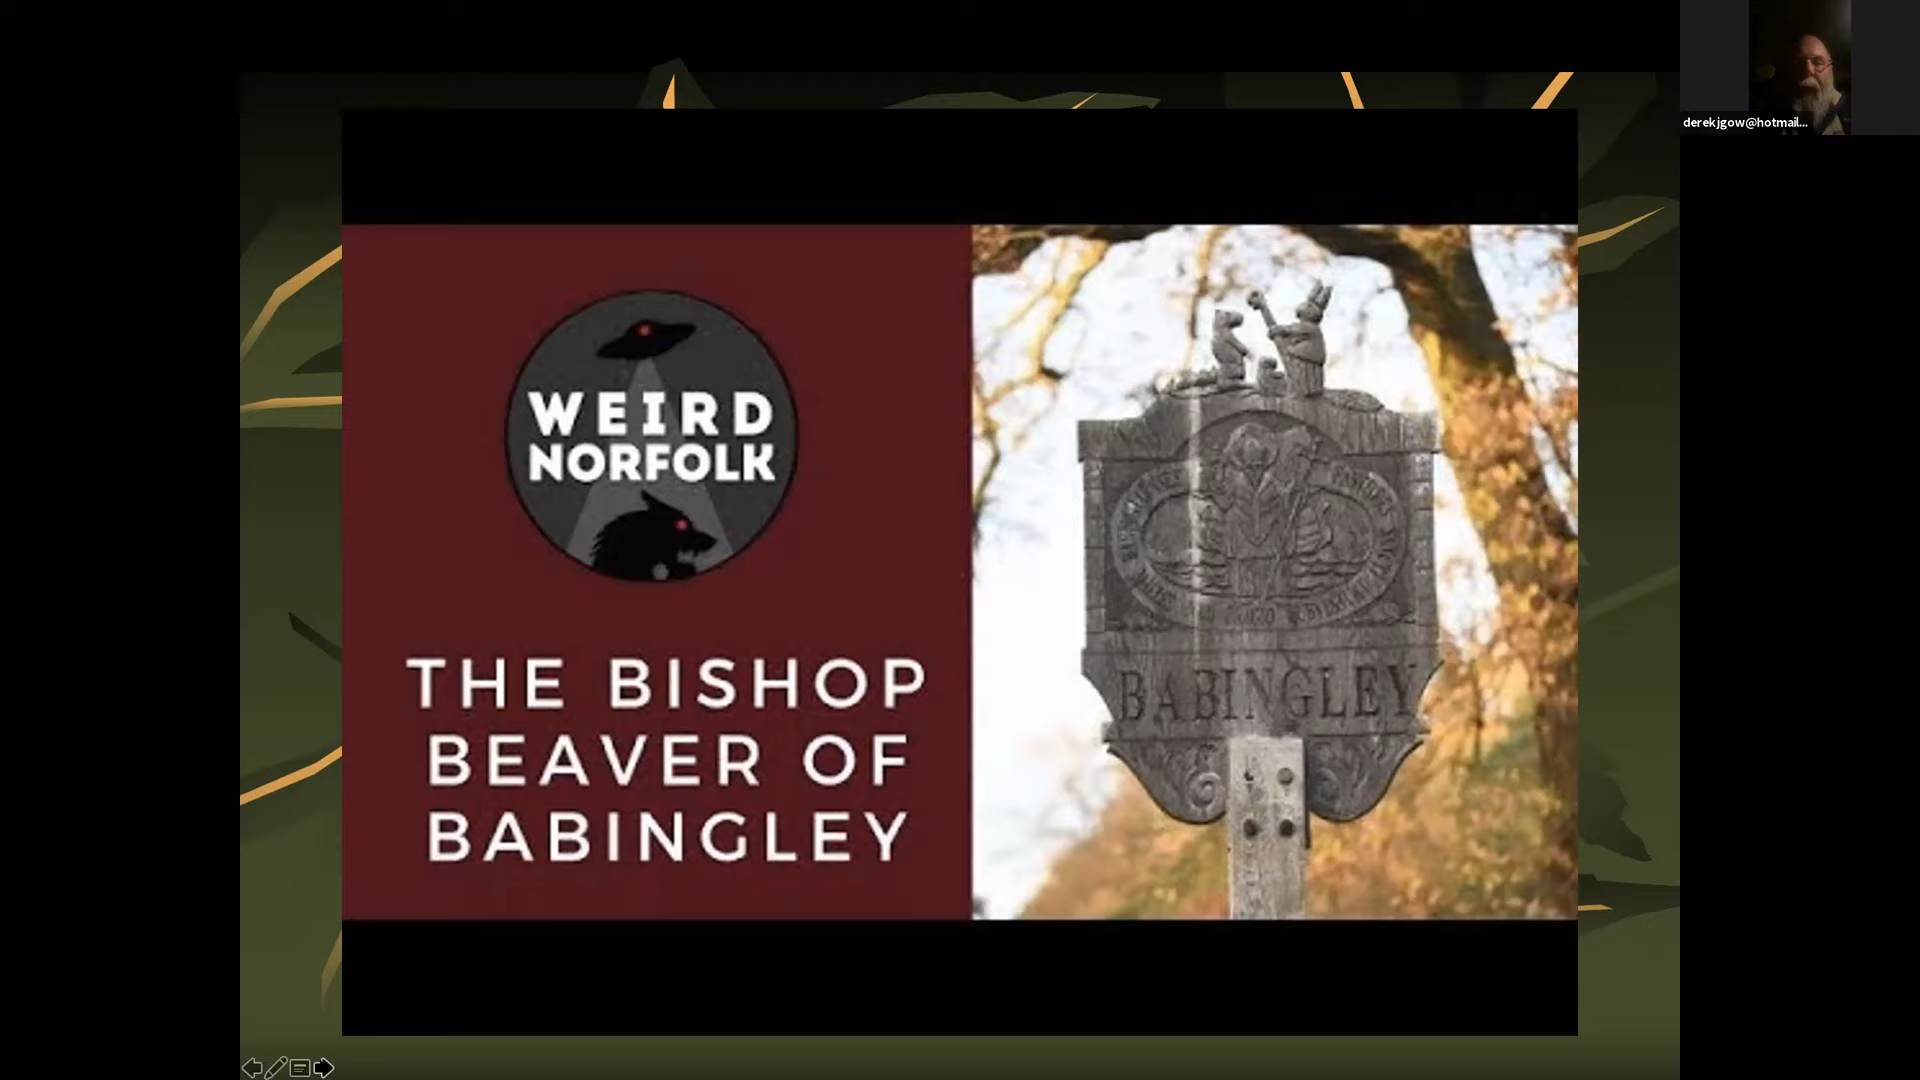 derekjgow@hotmail...
WEIRD
NORFOLK
THE BISHOP
BEAVER OF
BABINGLEY
BABINGLEY